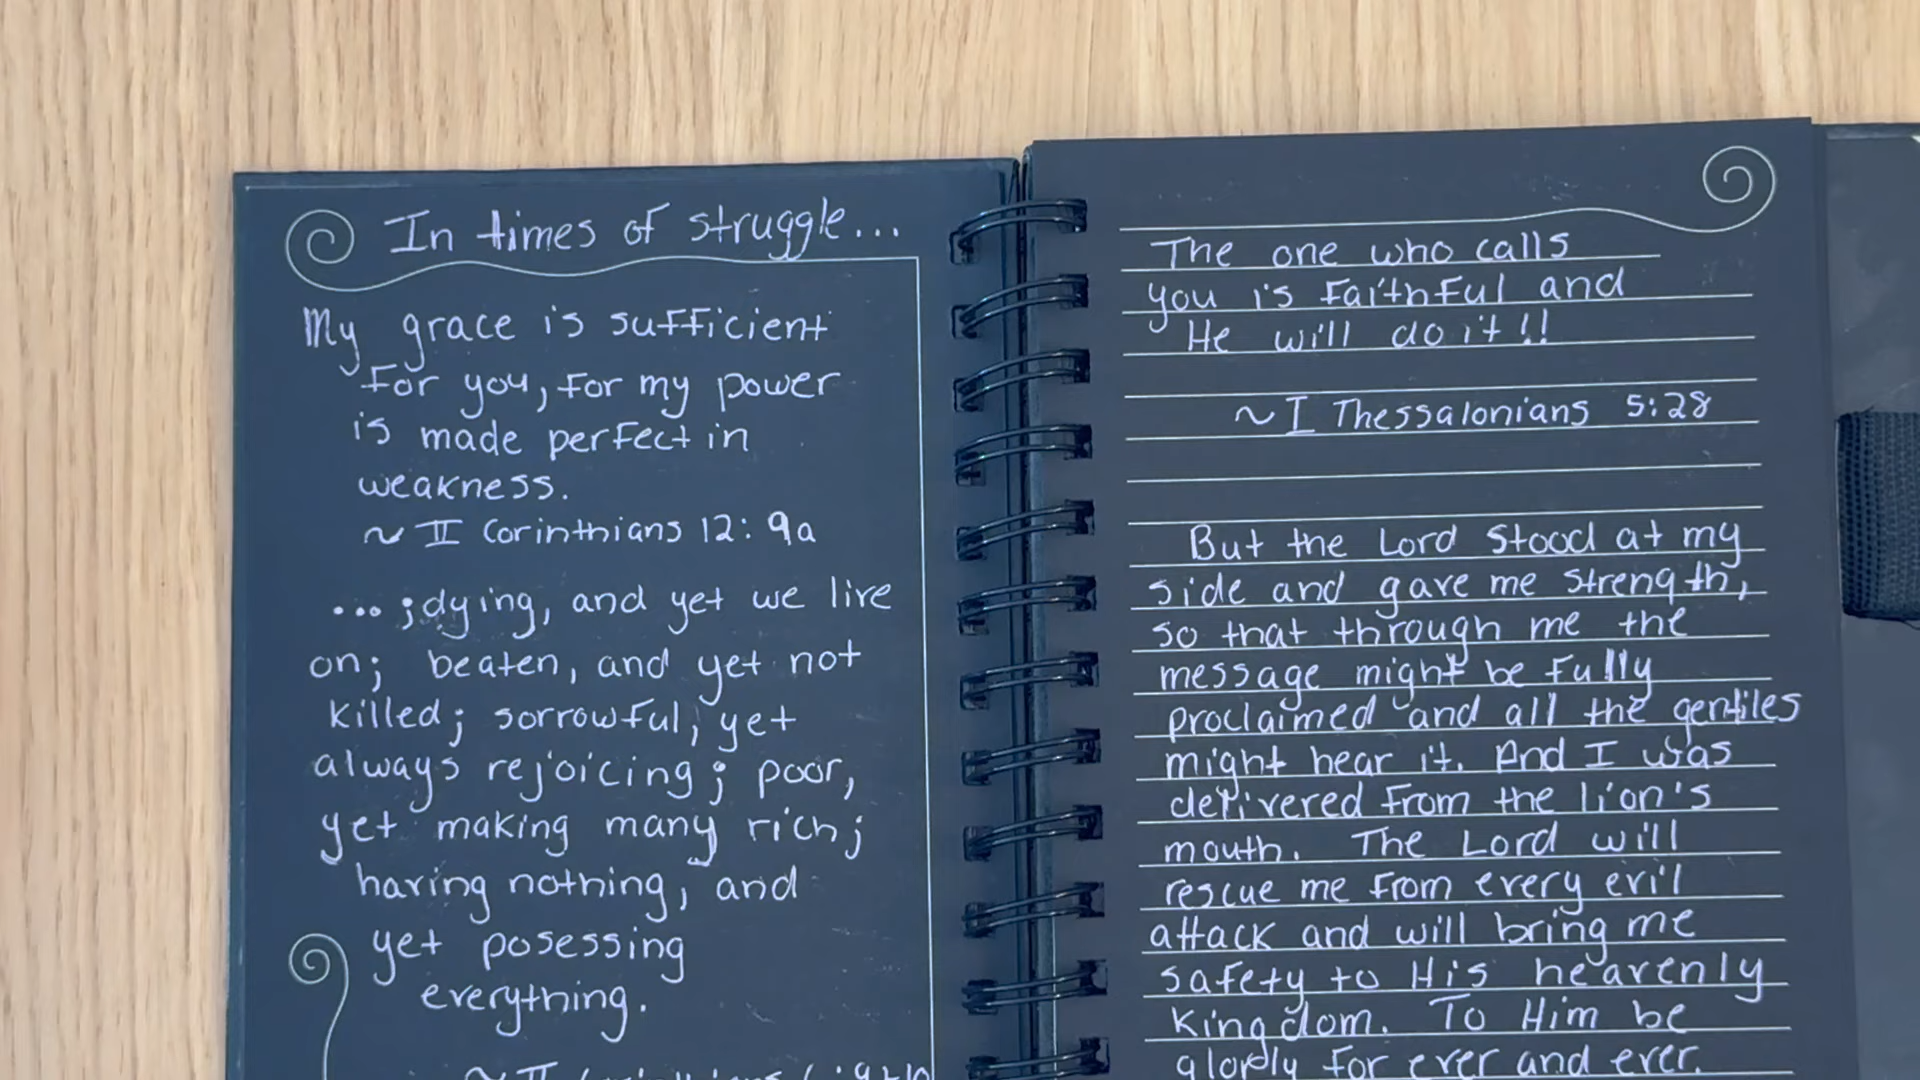 In times of struggle...
My grace is sufficient
for you, for my power
is made perfect in
weakness.
~ II Corinthians 12:9a
...; dying, and yet we live
on; beaten, and yet not
killed; sorrowful, yet
always rejoicing; poor,
yet making many rich;
having nothing, and
yet posessing
everything.
The one who calls
you is faithful and
He will do it!!
~ I Thessalonians 5:28
But the Lord stood at my
side and gave me strength,
so that through me the
message might be fully
proclaimed and all the gentiles
might hear it. And I was
delivered from the lion's
mouth. The Lord will
rescue me from every evil
attack and will bring me
safety to His heavenly
kingdom. To Him be
for ever and ever.